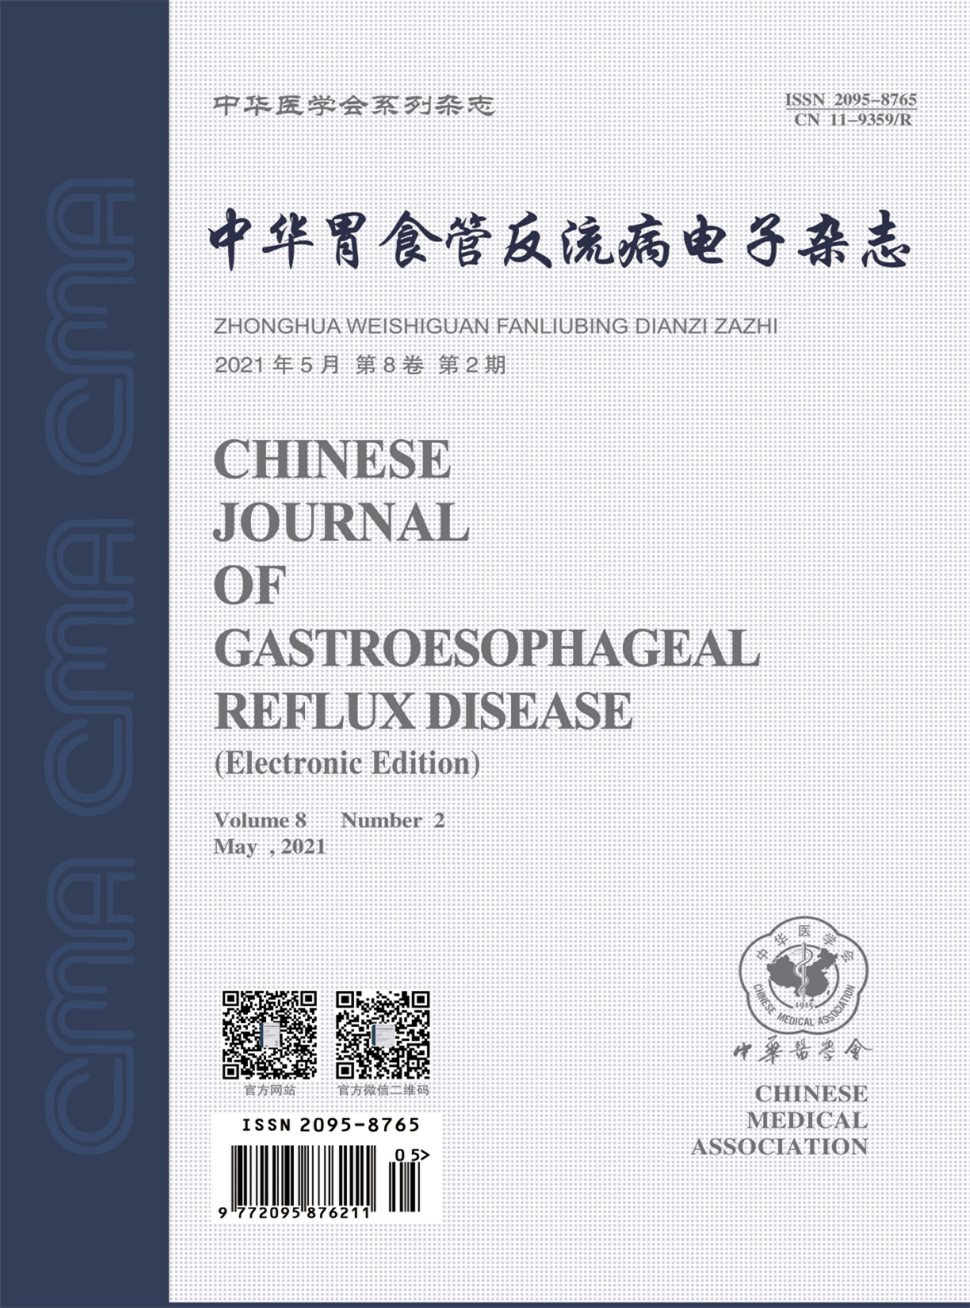 中华医学会系列杂志
ISSN 2095-8765
CN 11-9359/R
中华胃食管反流病电子杂志
ZHONGHUA WEISHIGUAN FANLIUBING DIANZI ZAZHI
2021 年 5 月 第 8 卷 第 2 期
CHINESE
JOURNAL
OF
GASTROESOPHAGEAL
REFLUX DISEASE
(Electronic Edition)
Volume 8 Number 2
May , 2021
CMA CMA CMA
中华医学会
1915
CHINESE MEDICAL ASSOCIATION
中華醫學會
CHINESE
MEDICAL
ASSOCIATION
官方网站
官方微信二维码
ISSN 2095-8765
05>
9 772095 876211